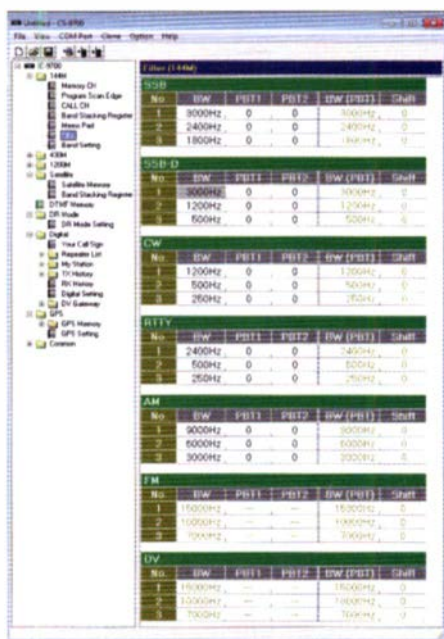 Untitled - CS-9700
File View COM Port Clone Option Help
IC-9700
144M
Memory CH
Program Scan Edge
CALL CH
Band Stacking Register
Memo Pad
Band Setting
430M
1200M
Satellite
Satellite Memory
Band Stacking Register
DTMF Memory
DR Mode
DR Mode Setting
Digital
Your Call Sign
Repeater List
My Station
TX History
RX History
Digital Setting
DV Gateway
GPS
GPS Memory
GPS Setting
Common
Filter (144M)
SSB
No. BW PBT1 PBT2 BW (PBT) Shift
1 3000Hz 0 0 3000Hz 0
2 2400Hz 0 0 2400Hz 0
3 1800Hz 0 0 1800Hz 0
SSB-D
No. BW PBT1 PBT2 BW (PBT) Shift
1 3000Hz 0 0 3000Hz 0
2 1200Hz 0 0 1200Hz 0
3 500Hz 0 0 500Hz 0
CW
No. BW PBT1 PBT2 BW (PBT) Shift
1 1200Hz 0 0 1200Hz 0
2 500Hz 0 0 500Hz 0
3 250Hz 0 0 250Hz 0
RTTY
No. BW PBT1 PBT2 BW (PBT) Shift
1 2400Hz 0 0 2400Hz 0
2 500Hz 0 0 500Hz 0
3 250Hz 0 0 250Hz 0
AM
No. BW PBT1 PBT2 BW (PBT) Shift
1 9000Hz 0 0 9000Hz 0
2 6000Hz 0 0 6000Hz 0
3 3000Hz 0 0 3000Hz 0
FM
No. BW PBT1 PBT2 BW (PBT) Shift
1 15000Hz --- --- 15000Hz 0
2 10000Hz --- --- 10000Hz 0
3 7000Hz --- --- 7000Hz 0
DV
No. BW PBT1 PBT2 BW (PBT) Shift
1 15000Hz --- --- 15000Hz 0
2 10000Hz --- --- 10000Hz 0
3 7000Hz --- --- 7000Hz 0